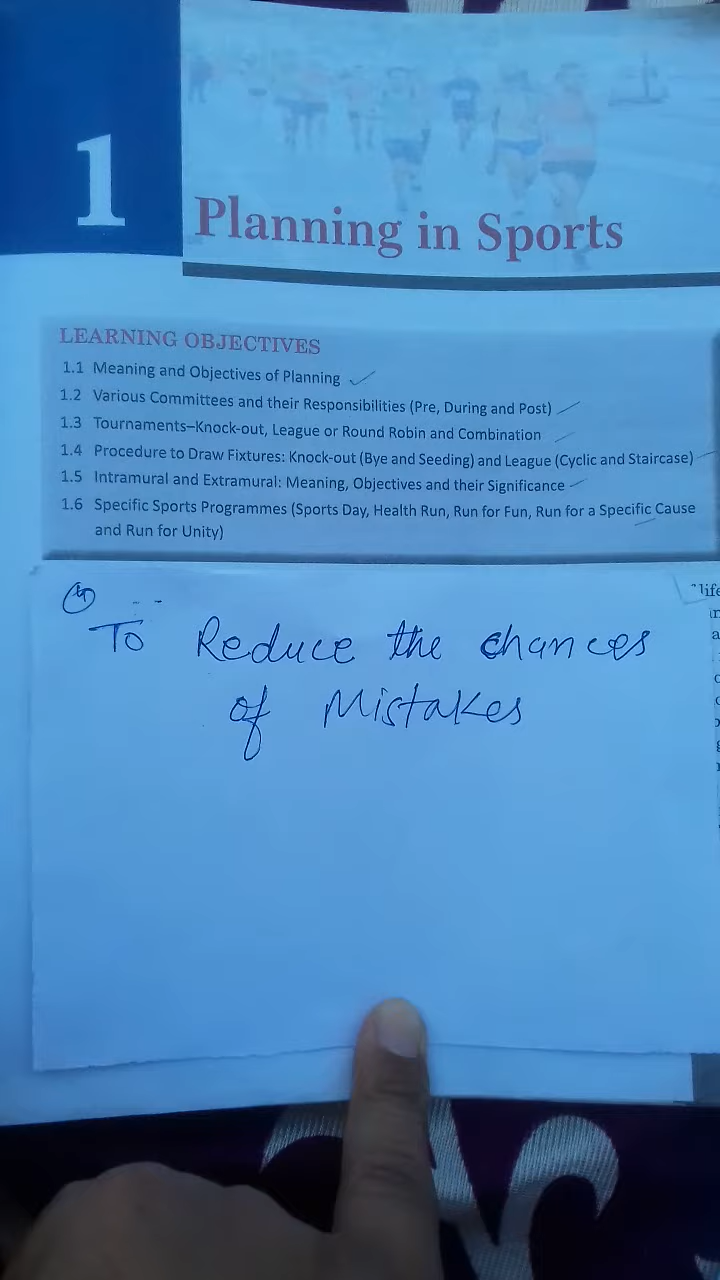 1
Planning in Sports
LEARNING OBJECTIVES
1.1 Meaning and Objectives of Planning
1.2 Various Committees and their Responsibilities (Pre, During and Post)
1.3 Tournaments–Knock-out, League or Round Robin and Combination
1.4 Procedure to Draw Fixtures: Knock-out (Bye and Seeding) and League (Cyclic and Staircase)
1.5 Intramural and Extramural: Meaning, Objectives and their Significance
1.6 Specific Sports Programmes (Sports Day, Health Run, Run for Fun, Run for a Specific Cause
and Run for Unity)
To Reduce the chances
of Mistakes